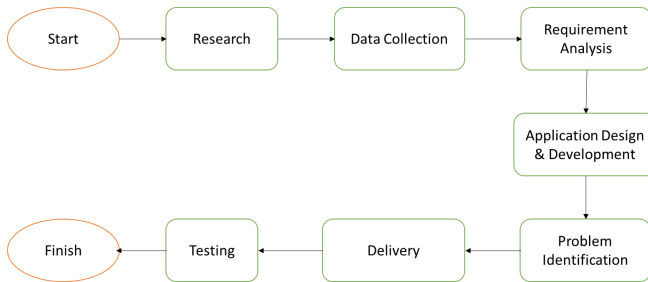 Start
Research
Data Collection
Requirement
Analysis
Application Design
& Development
Problem
Identification
Delivery
Testing
Finish